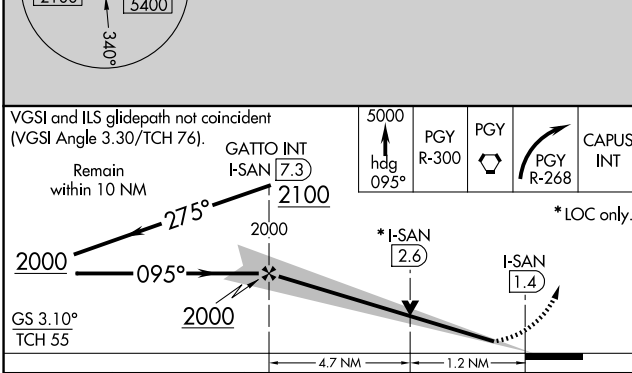 2100
5400
340°
VGSI and ILS glidepath not coincident
(VGSI Angle 3.30/TCH 76).
GATTO INT
I-SAN 7.3
2100
Remain
within 10 NM
275°
2000
2000
095°
2000
GS 3.10°
TCH 55
5000
hdg
095°
PGY
R-300
PGY
PGY
R-268
CAPUS
INT
* LOC only.
* I-SAN
2.6
I-SAN
1.4
4.7 NM
1.2 NM